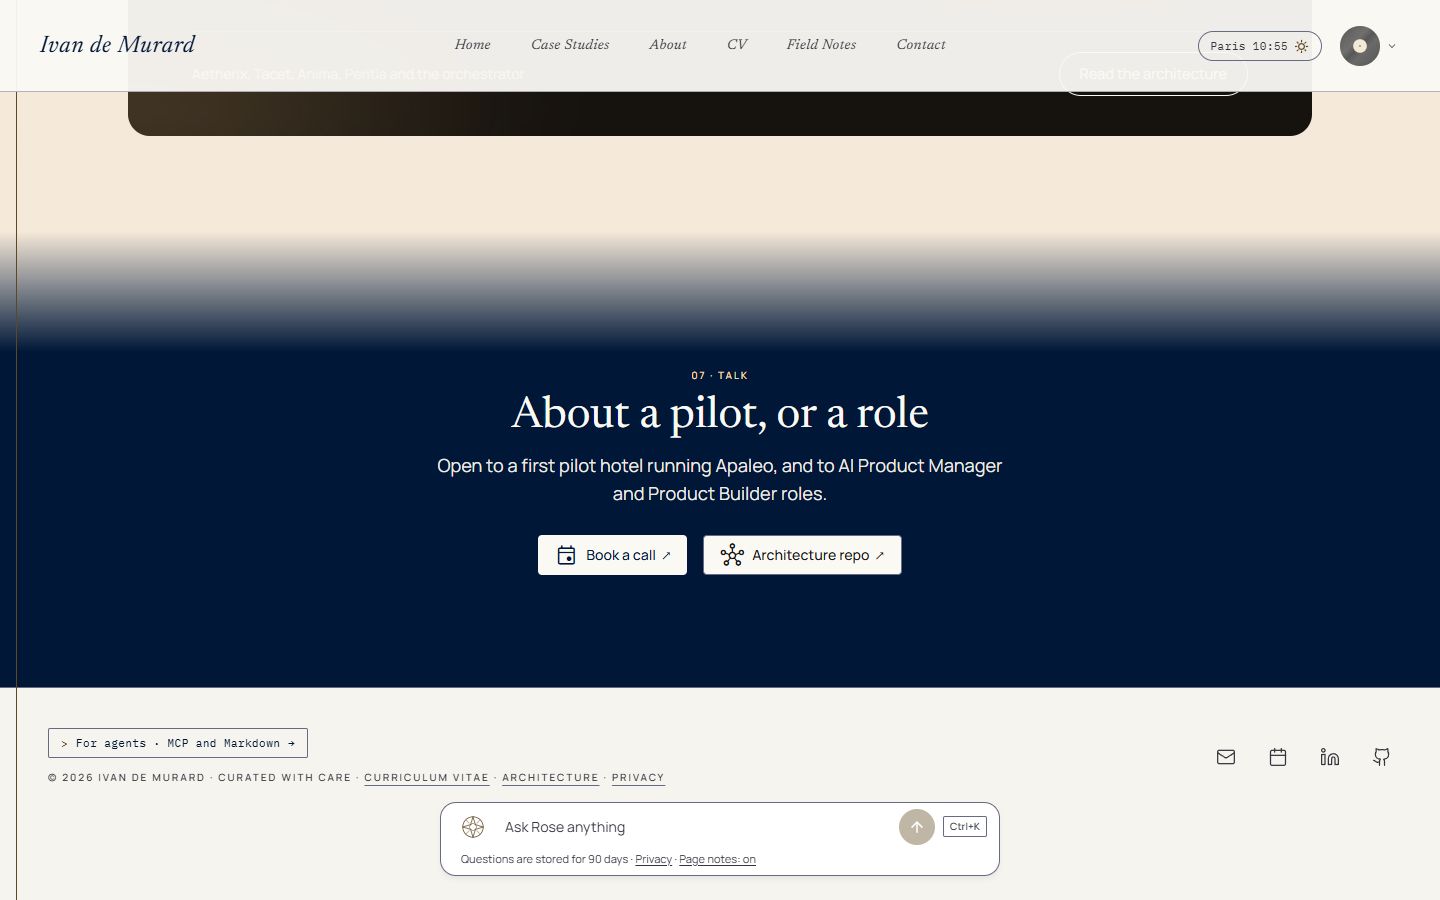 Ivan de Murard
Home Case Studies About CV Field Notes Contact
Paris 10:55
Aetherix, Tacet, Anima, Pentia and the orchestrator
Read the architecture
07 · TALK
About a pilot, or a role
Open to a first pilot hotel running Apaleo, and to AI Product Manager
and Product Builder roles.
Book a call ↗
Architecture repo ↗
> For agents · MCP and Markdown →
© 2026 IVAN DE MURARD · CURATED WITH CARE · CURRICULUM VITAE · ARCHITECTURE · PRIVACY
Ask Rose anything
Ctrl+K
Questions are stored for 90 days · Privacy · Page notes: on